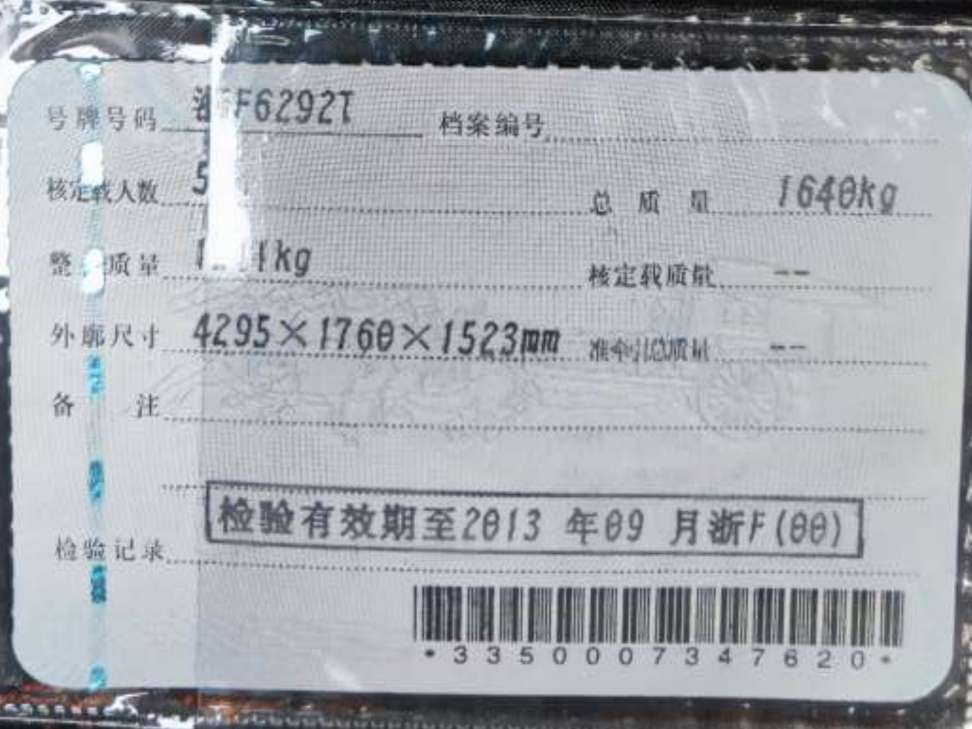 号牌号码 浙F6292T 档案编号
核定载人数 5 总质量 1640kg
整 质量 kg 核定载质量 --
外廓尺寸 4295×1760×1523mm 准牵引总质量 --
备注
检验有效期至2013 年09 月浙F(00)
检验记录
*3350007347620*